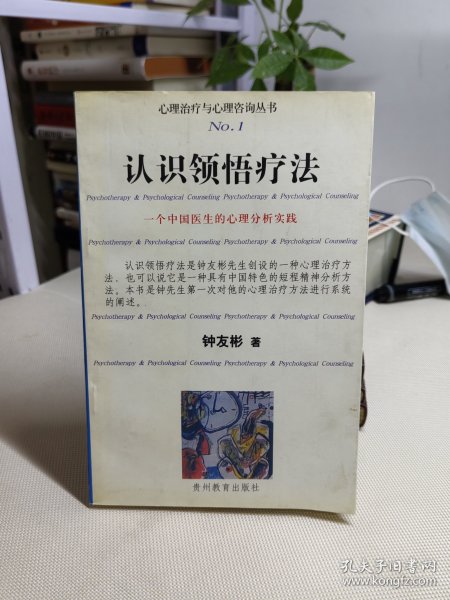 心理治疗与心理咨询丛书
No.1
认识领悟疗法
Psychotherapy & Psychological Counseling Psychotherapy & Psychological Counseling
一个中国医生的心理分析实践
Psychotherapy & Psychological Counseling Psychotherapy & Psychological Counseling
认识领悟疗法是钟友彬先生创设的一种心理治疗方
法，也可以说它是一种具有中国特色的短程精神分析方
法。本书是钟先生第一次对他的心理治疗方法进行系统
的阐述。
Psychotherapy & Psychological Counseling Psychotherapy & Psychological Counseling
钟友彬 著
Psychotherapy & Psychological Counseling Psychotherapy & Psychological Counseling
贵州教育出版社
孔夫子旧书网
www.kongfz.com